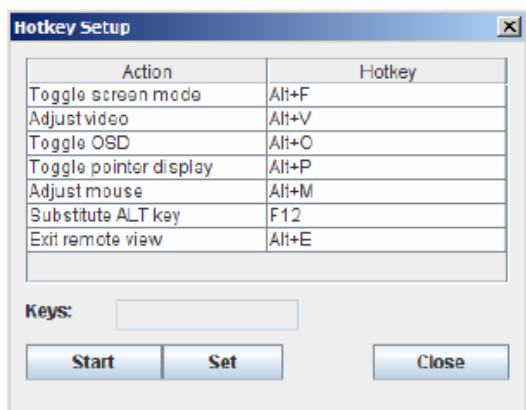 Hotkey Setup
Action Hotkey
Toggle screen mode Alt+F
Adjust video Alt+V
Toggle OSD Alt+O
Toggle pointer display Alt+P
Adjust mouse Alt+M
Substitute ALT key F12
Exit remote view Alt+E
Keys:
Start Set Close